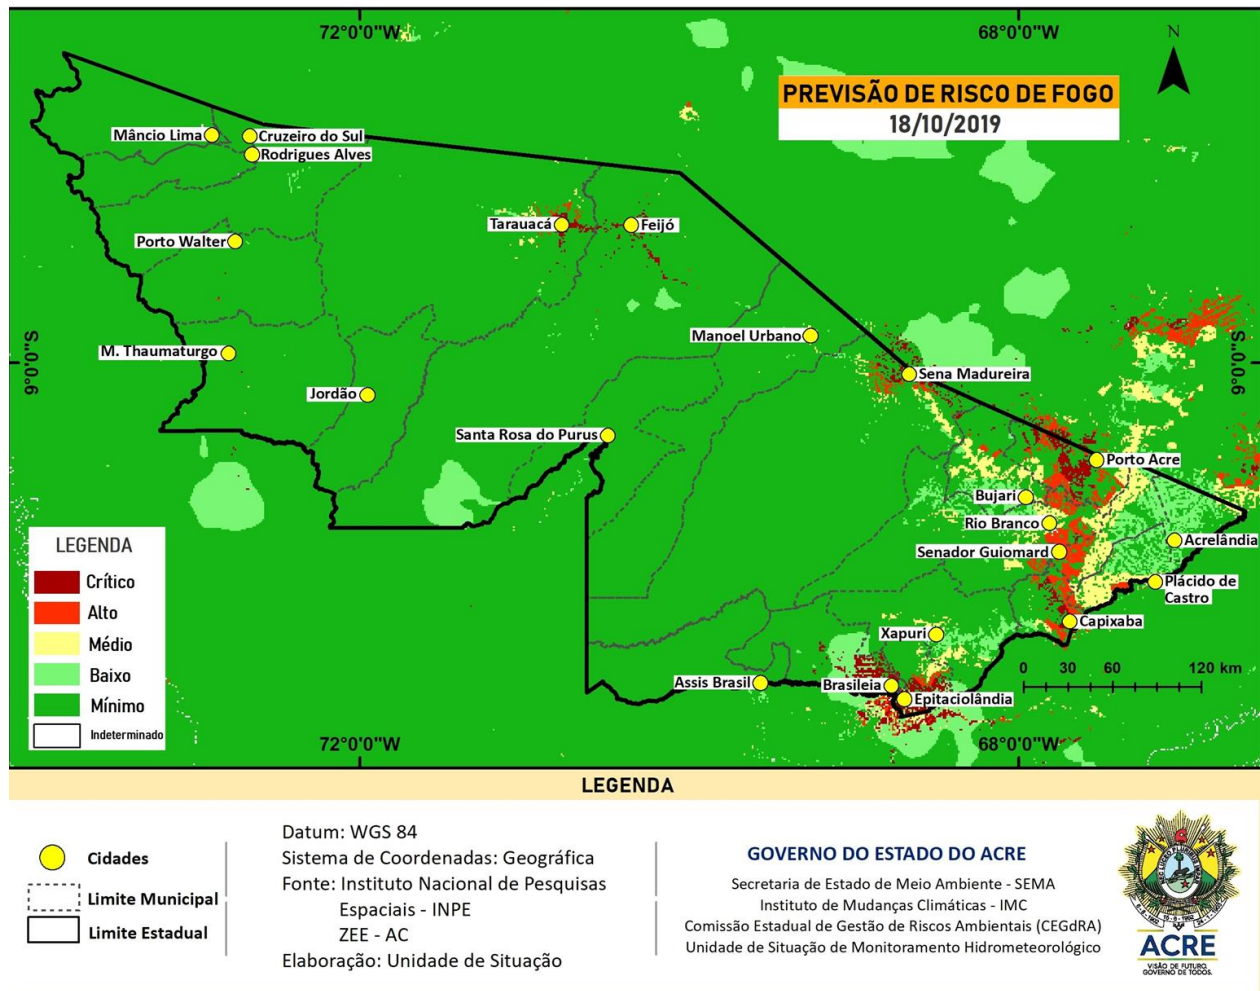 72°0'0"W
68°0'0"W
N
PREVISÃO DE RISCO DE FOGO
18/10/2019
Mâncio Lima
Cruzeiro do Sul
Rodrigues Alves
Tarauacá
Feijó
Porto Walter
Manoel Urbano
9°0'0"S
9°0'0"S
M. Thaumaturgo
Sena Madureira
Jordão
Santa Rosa do Purus
Porto Acre
Bujari
Rio Branco
Acrelândia
Senador Guiomard
Plácido de
Castro
Capixaba
Xapuri
Assis Brasil
Brasileia
Epitaciolândia
0 30 60 120 km
LEGENDA
Crítico
Alto
Médio
Baixo
Mínimo
Indeterminado
72°0'0"W
68°0'0"W
LEGENDA
Cidades
Limite Municipal
Limite Estadual
Datum: WGS 84
Sistema de Coordenadas: Geográfica
Fonte: Instituto Nacional de Pesquisas
Espaciais - INPE
ZEE - AC
Elaboração: Unidade de Situação
GOVERNO DO ESTADO DO ACRE
Secretaria de Estado de Meio Ambiente - SEMA
Instituto de Mudanças Climáticas - IMC
Comissão Estadual de Gestão de Riscos Ambientais (CEGdRA)
Unidade de Situação de Monitoramento Hidrometeorológico
ACRE
VISÃO DE FUTURO,
GOVERNO DE TODOS.